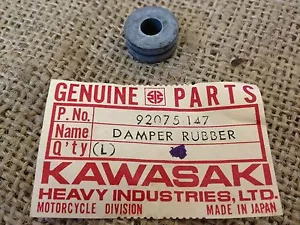 GENUINE PARTS
P. No. 92075 147
Name DAMPER RUBBER
Q'ty (L)
KAWASAKI
HEAVY INDUSTRIES, LTD.
MOTORCYCLE DIVISION MADE IN JAPAN